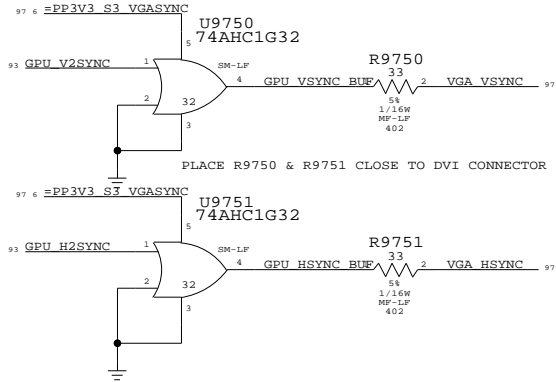 97 6 =PP3V3_S3_VGASYNC
U9750
74AHC1G32
5
R9750
93 GPU_V2SYNC 1 SM-LF 4 GPU_VSYNC_BUF 33 2 VGA_VSYNC 97
2 32
5%
1/16W
MF-LF
402
3
PLACE R9750 & R9751 CLOSE TO DVI CONNECTOR
97 6 =PP3V3_S3_VGASYNC
U9751
74AHC1G32
5
R9751
93 GPU_H2SYNC 1 SM-LF 4 GPU_HSYNC_BUF 33 2 VGA_HSYNC 97
2 32
5%
1/16W
MF-LF
402
3